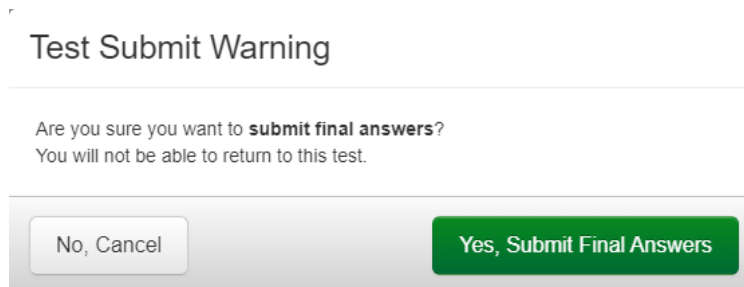 Test Submit Warning
Are you sure you want to submit final answers?
You will not be able to return to this test.
No, Cancel
Yes, Submit Final Answers